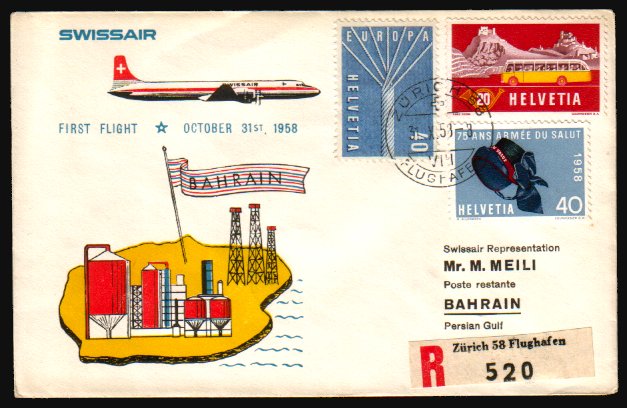 SWISSAIR
SWISSAIR
FIRST FLIGHT ☆ OCTOBER 31ST, 1958
BAHRAIN
EUROPA
HELVETIA
40
20
HELVETIA
75 ANS ARMÉE DU SALUT
1958
HELVETIA
40
ZÜRICH 58
FLUGHAFEN
Swissair Representation
Mr. M. MEILI
Poste restante
BAHRAIN
Persian Gulf
R
Zürich 58 Flughafen
520